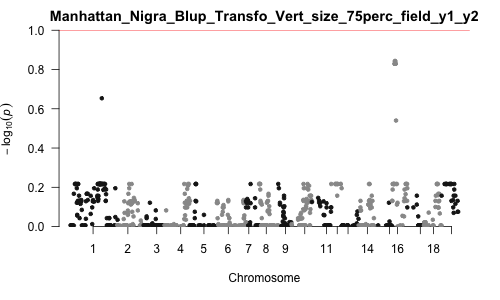 Manhattan_Nigra_Blup_Transfo_Vert_size_75perc_field_y1_y2
1.0
0.8
0.6
0.4
0.2
0.0
− log10(p)
1 2 3 4 5 6 7 8 9 11 14 16 18
Chromosome